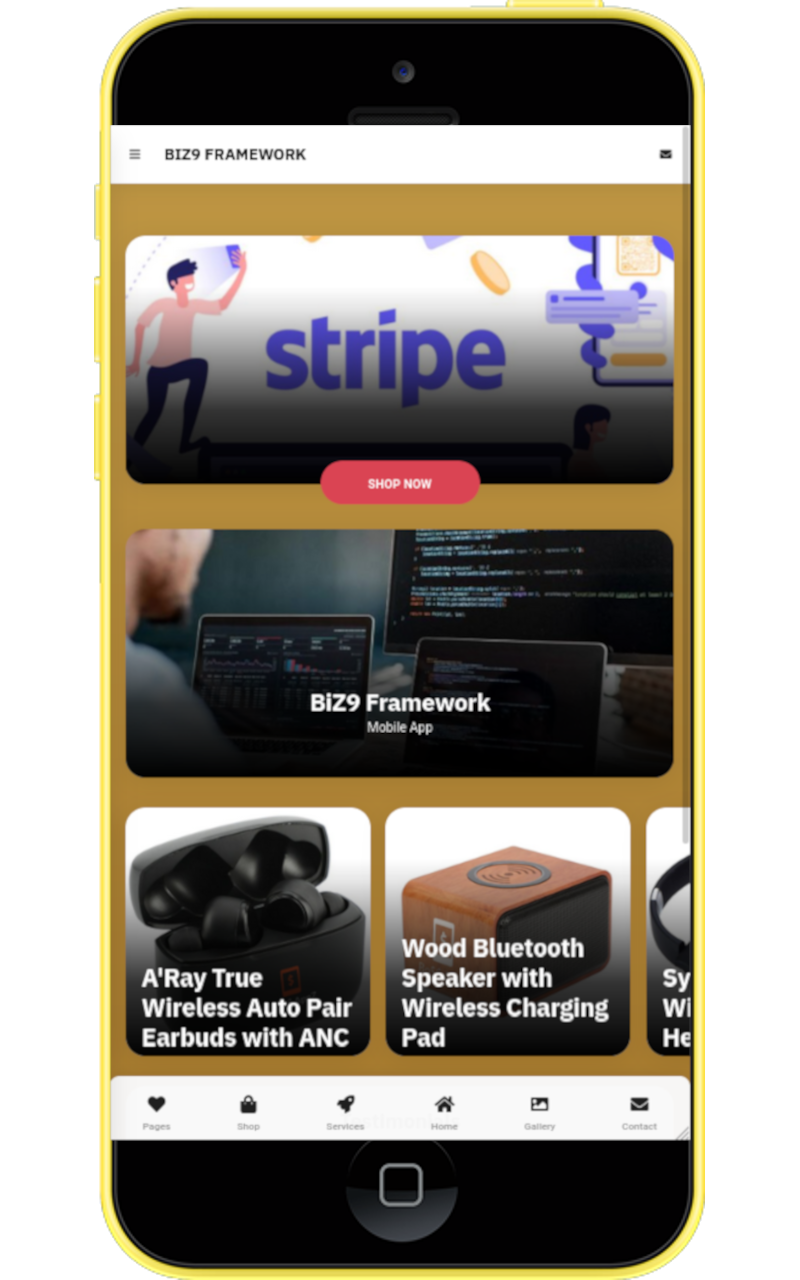 BIZ9 FRAMEWORK
stripe
SHOP NOW
BiZ9 Framework
Mobile App
A'Ray True
Wireless Auto Pair
Earbuds with ANC
Wood Bluetooth
Speaker with
Wireless Charging
Pad
Sy
Wi
He
Pages
Shop
Services
Home
Gallery
Contact